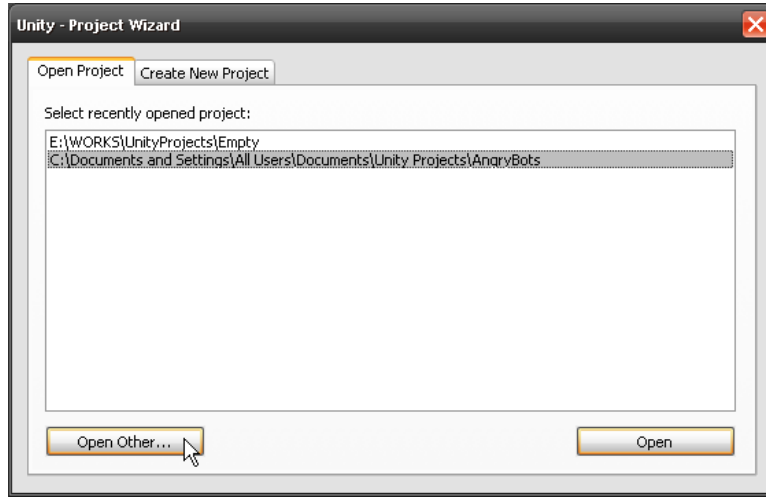 Unity - Project Wizard
Open Project
Create New Project
Select recently opened project:
E:\WORKS\UnityProjects\Empty
C:\Documents and Settings\All Users\Documents\Unity Projects\AngryBots
Open Other...
Open